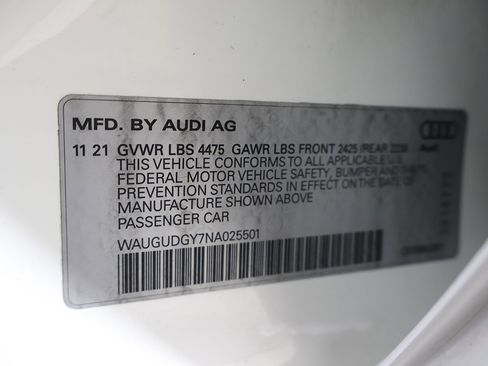 MFD. BY AUDI AG
11 21 GVWR LBS 4475 GAWR LBS FRONT 2425 /REAR
Audi
THIS VEHICLE CONFORMS TO ALL APPLICABLE U.S.
FEDERAL MOTOR VEHICLE SAFETY, BUMPER AND THEFT
PREVENTION STANDARDS IN EFFECT ON THE DATE OF
MANUFACTURE SHOWN ABOVE
PASSENGER CAR
WAUGUDGY7NA025501